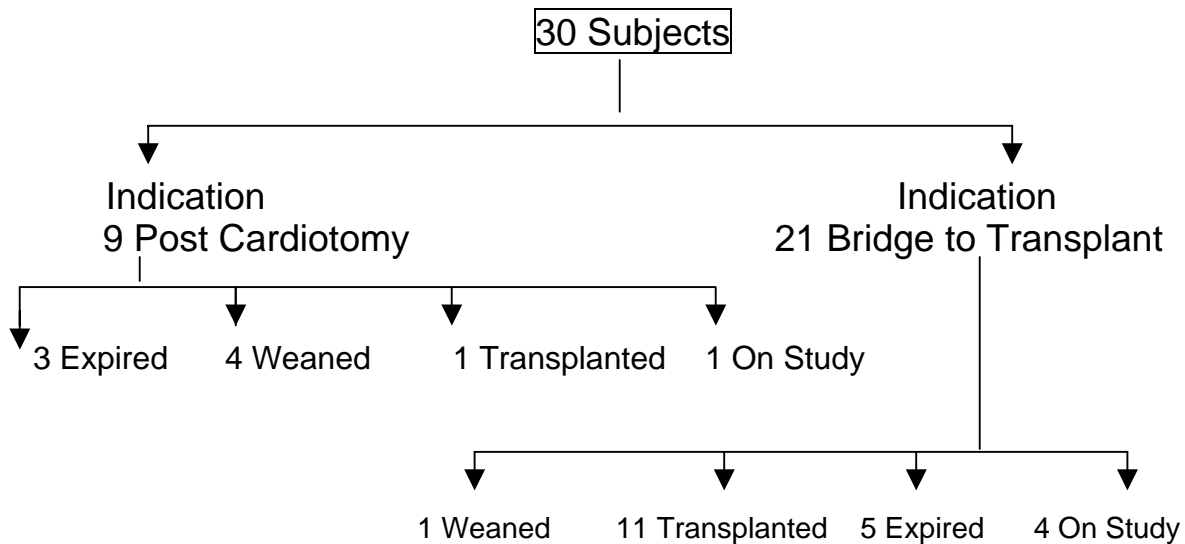 30 Subjects
Indication
9 Post Cardiotomy
Indication
21 Bridge to Transplant
3 Expired
4 Weaned
1 Transplanted
1 On Study
1 Weaned
11 Transplanted
5 Expired
4 On Study